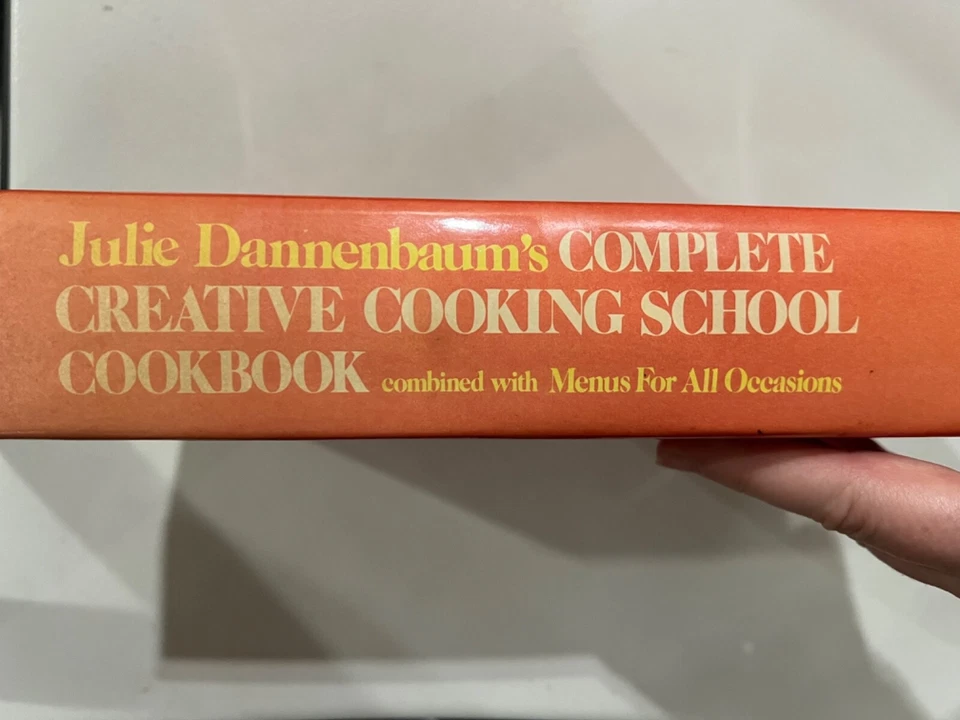 Julie Dannenbaum's COMPLETE
CREATIVE COOKING SCHOOL
COOKBOOK combined with Menus For All Occasions